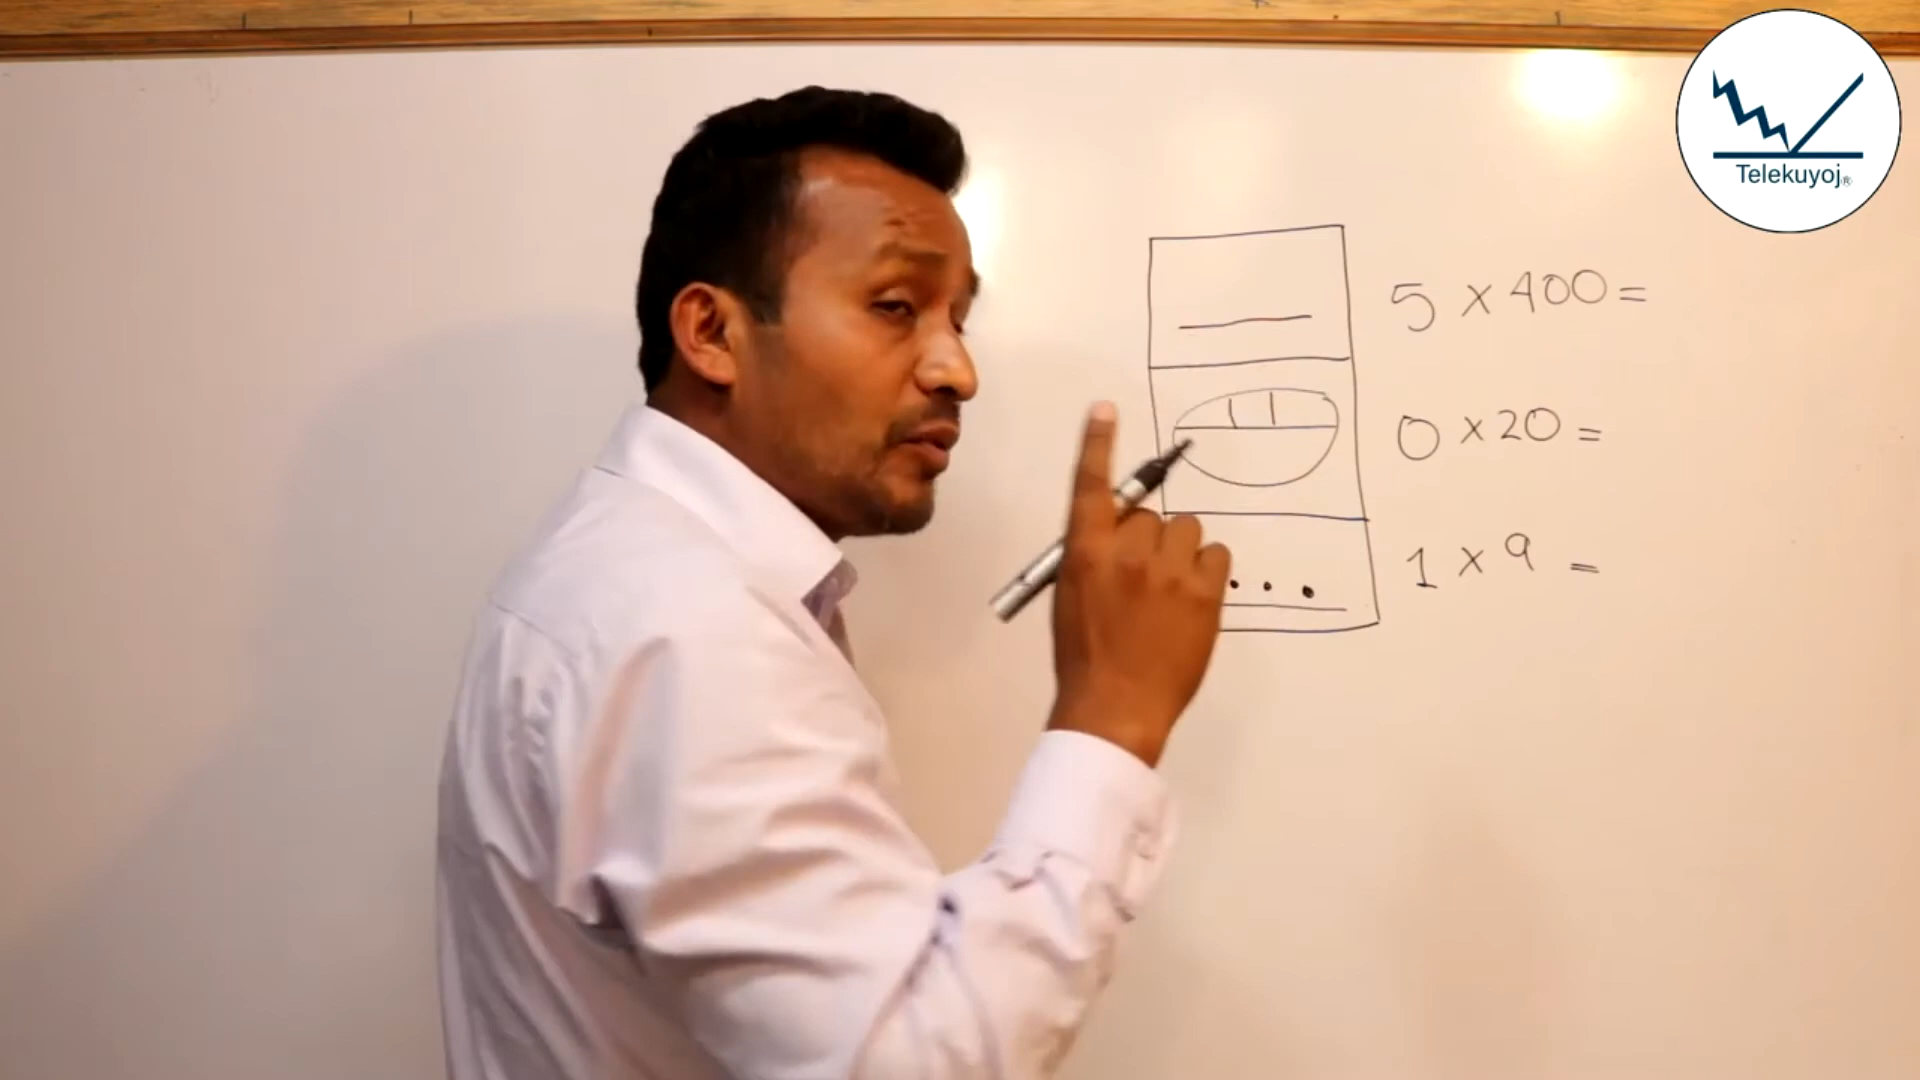 Telekuyoj®
5 x 400 =
0 x 20 =
1 x 9 =